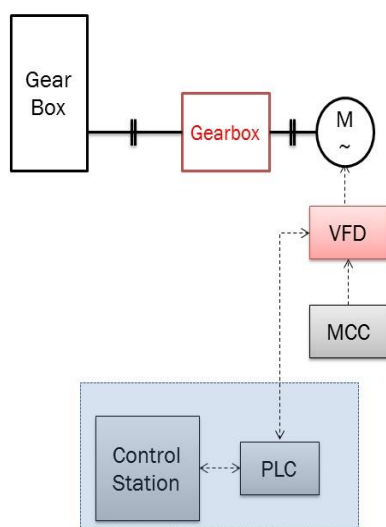 Gear
Box
Gearbox
M
~
VFD
MCC
Control
Station
PLC